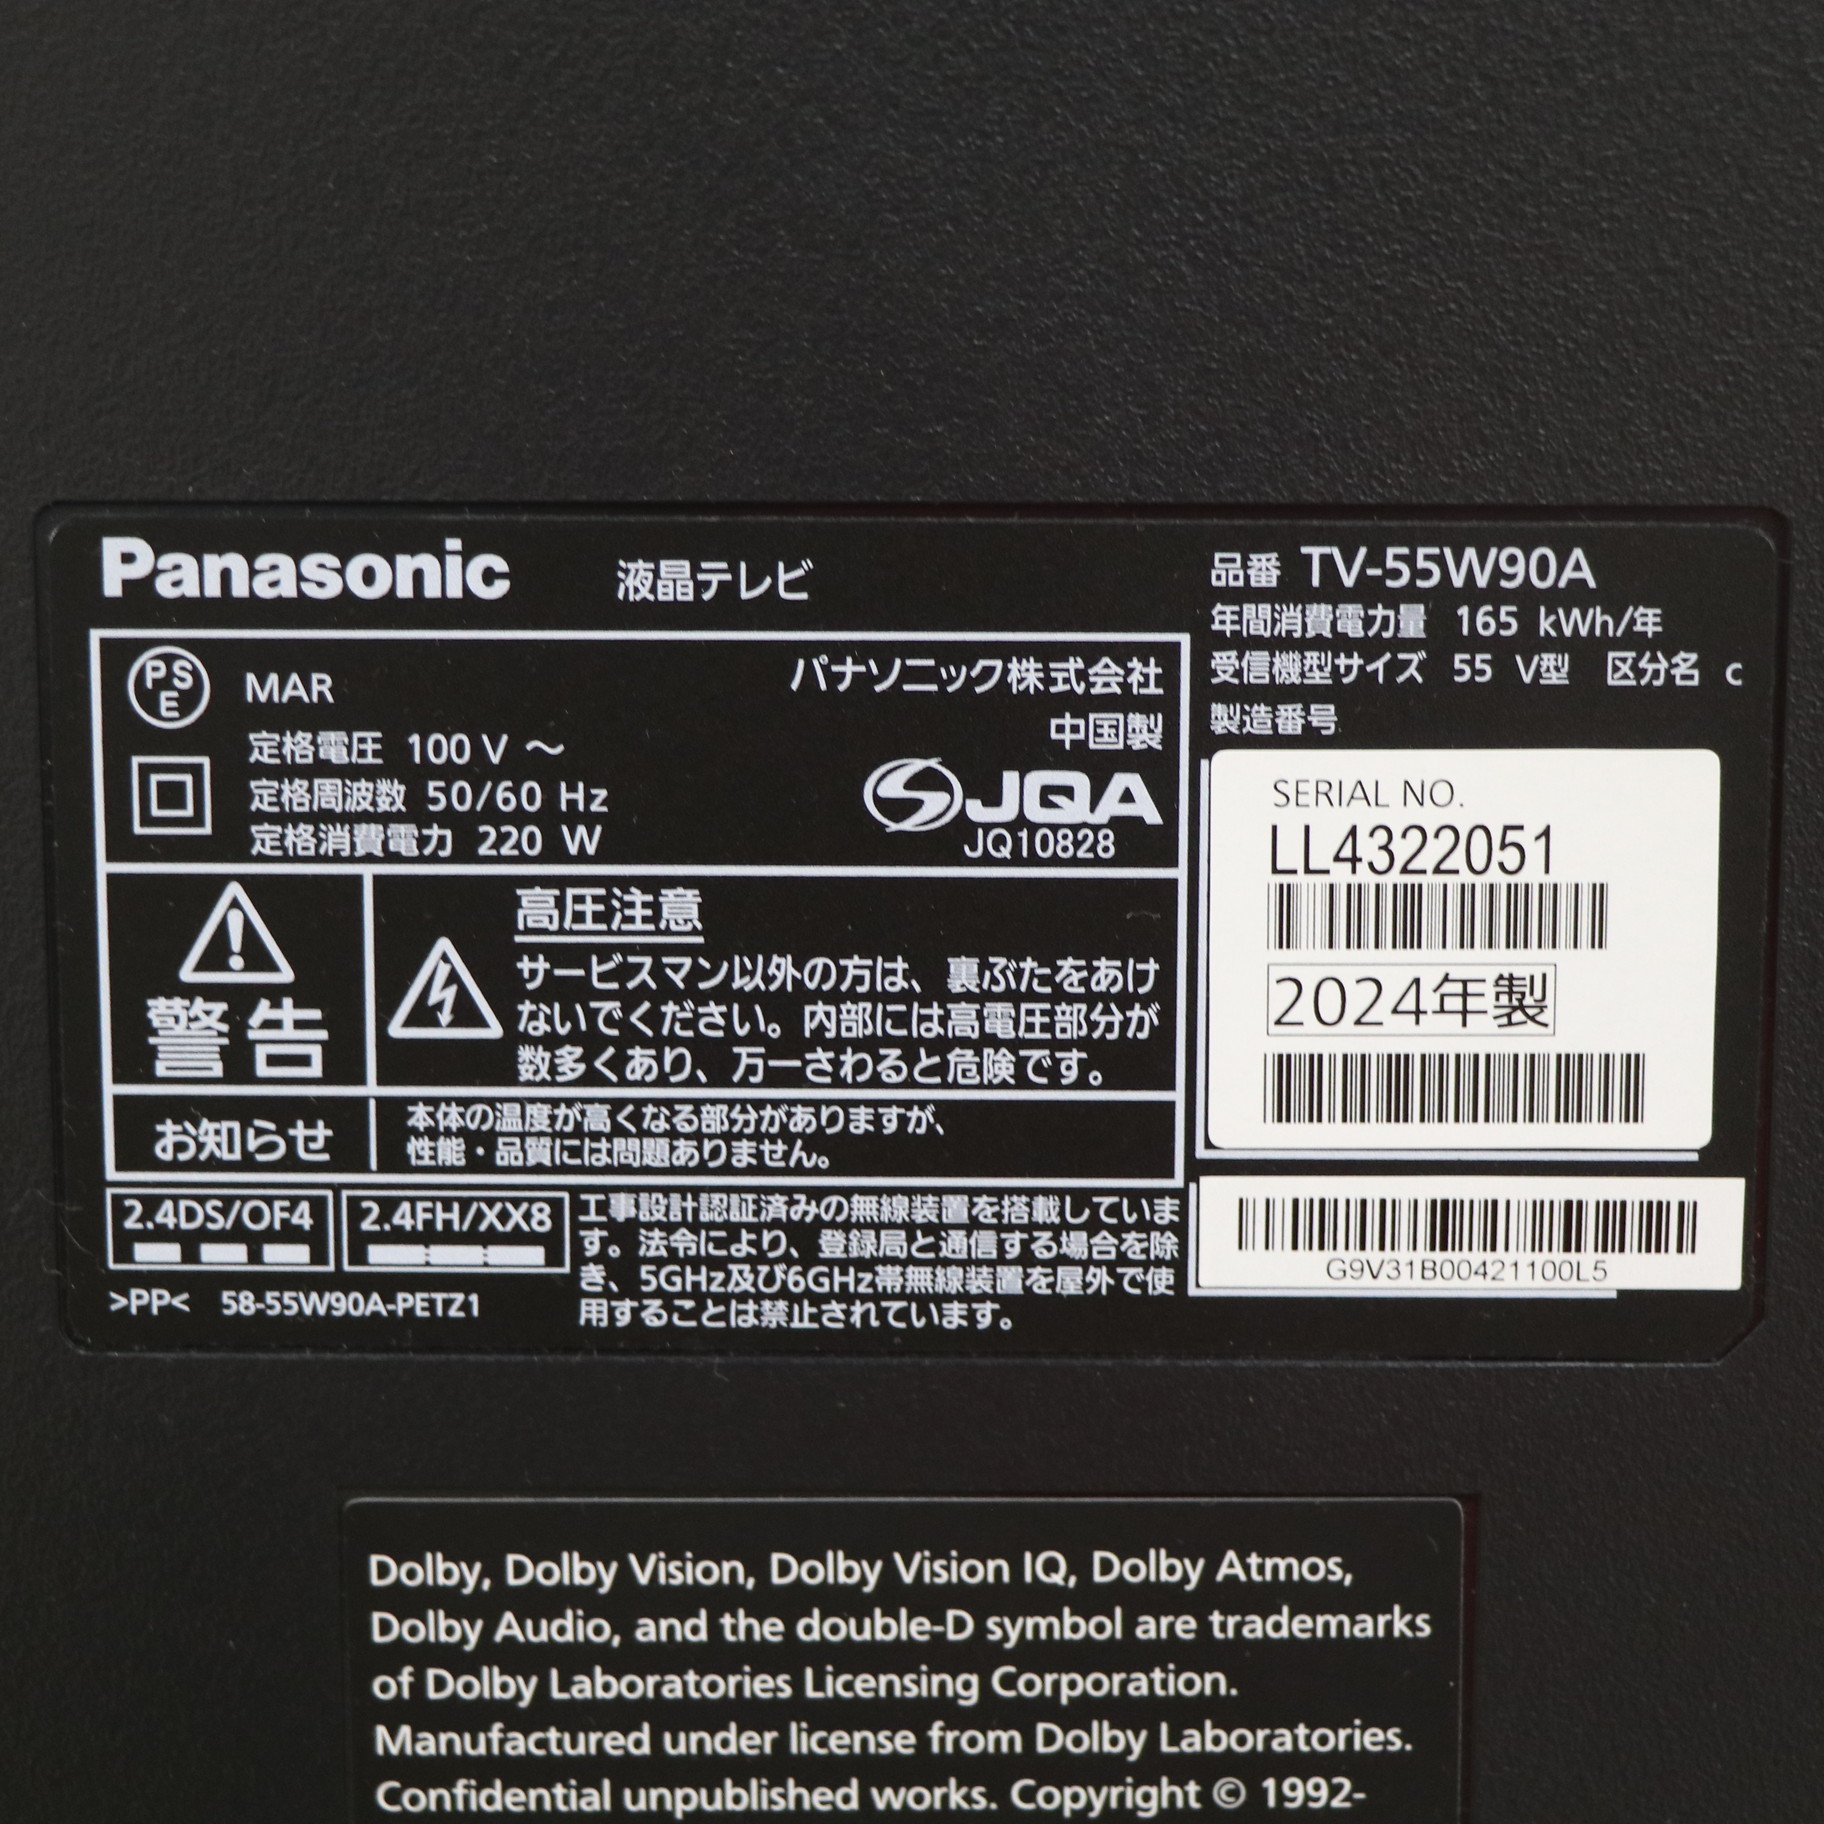 Panasonic 液晶テレビ
品番 TV-55W90A
年間消費電力量 165 kWh/年
受信機型サイズ 55 V型 区分名 c
製造番号
PSE MAR
パナソニック株式会社
中国製
定格電圧 100 V ～
定格周波数 50/60 Hz
定格消費電力 220 W
JQA
JQ10828
SERIAL NO.
LL4322051
2024年製
警告
高圧注意
サービスマン以外の方は、裏ぶたをあけ
ないでください。内部には高電圧部分が
数多くあり、万一さわると危険です。
お知らせ
本体の温度が高くなる部分がありますが、
性能・品質には問題ありません。
2.4DS/OF4
2.4FH/XX8
工事設計認証済みの無線装置を搭載していま
す。法令により、登録局と通信する場合を除
き、5GHz及び6GHz帯無線装置を屋外で使
用することは禁止されています。
>PP< 58-55W90A-PETZ1
G9V31B00421100L5
Dolby, Dolby Vision, Dolby Vision IQ, Dolby Atmos,
Dolby Audio, and the double-D symbol are trademarks
of Dolby Laboratories Licensing Corporation.
Manufactured under license from Dolby Laboratories.
Confidential unpublished works. Copyright © 1992-